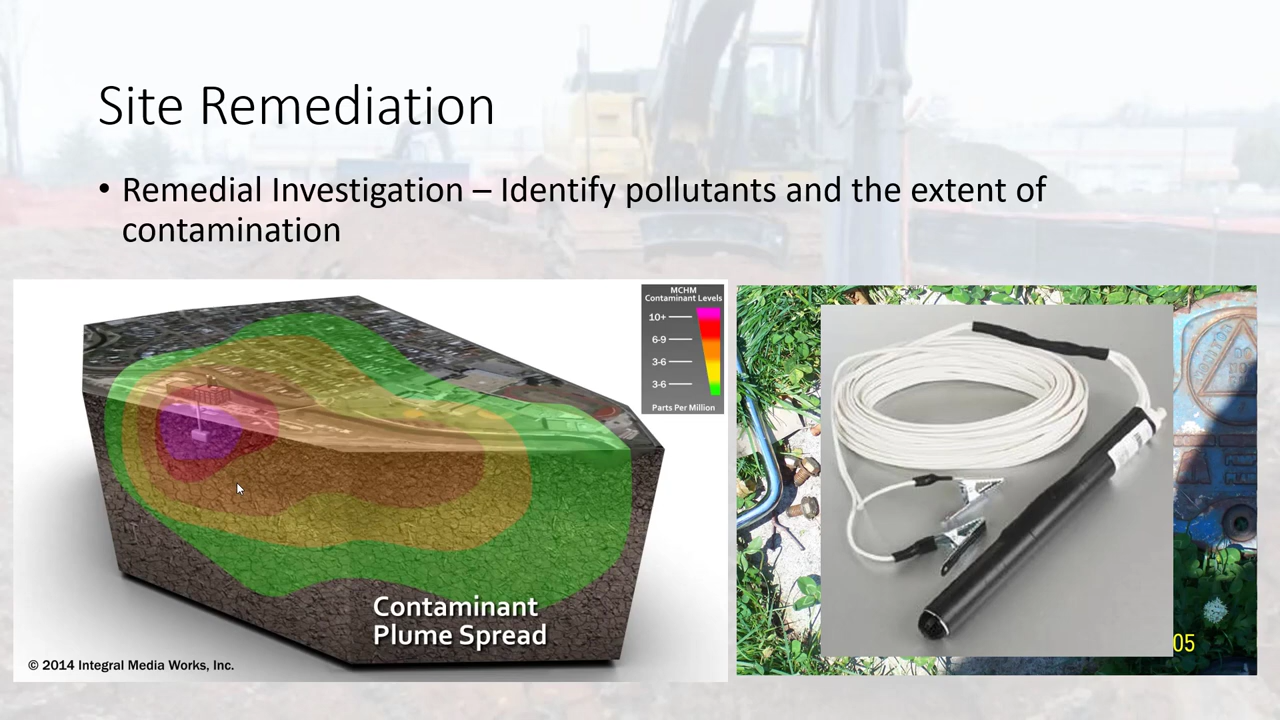 Site Remediation
• Remedial Investigation – Identify pollutants and the extent of
contamination
MCHM
Contaminant Levels
10+
6-9
3-6
3-6
Parts Per Million
Contaminant
Plume Spread
© 2014 Integral Media Works, Inc.
05